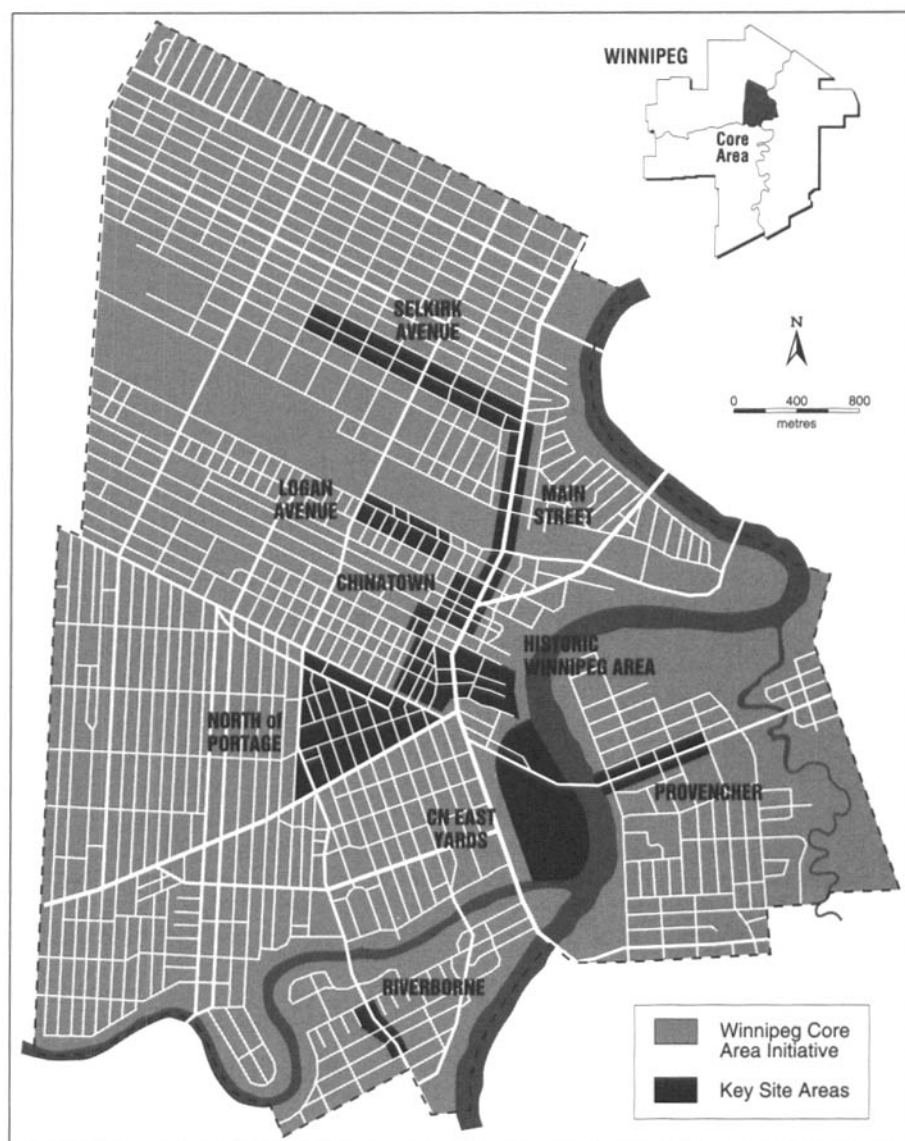 WINNIPEG
Core
Area
N
0 400 800
metres
SELKIRK
AVENUE
LOGAN
AVENUE
MAIN
STREET
CHINATOWN
HISTORIC
WINNIPEG AREA
NORTH of
PORTAGE
CN EAST
YARDS
PROVENCHER
RIVERBORNE
Winnipeg Core
Area Initiative
Key Site Areas